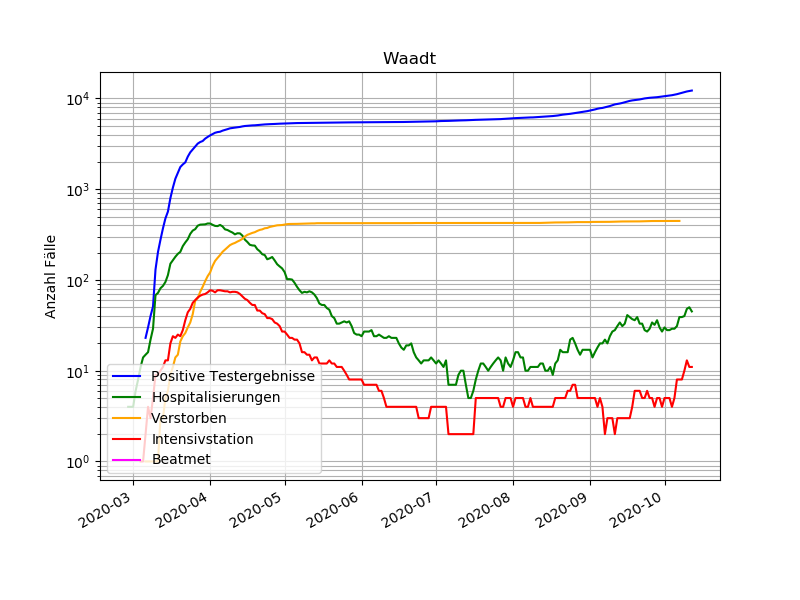 Waadt
Anzahl Fälle
10^4
10^3
10^2
10^1
10^0
Positive Testergebnisse
Hospitalisierungen
Verstorben
Intensivstation
Beatmet
2020-03
2020-04
2020-05
2020-06
2020-07
2020-08
2020-09
2020-10